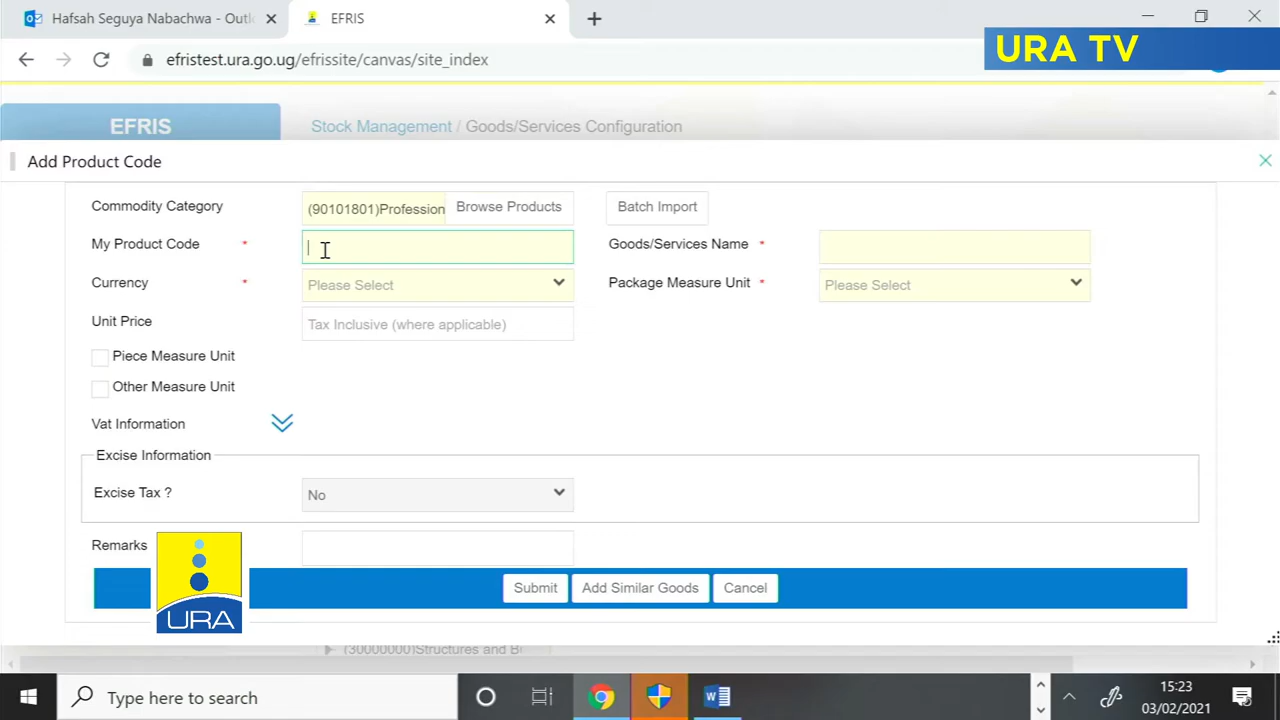 Hafsah Seguya Nabachwa - Outl
EFRIS
URA TV
efristest.ura.go.ug/efrissite/canvas/site_index
EFRIS
Stock Management / Goods/Services Configuration
Add Product Code
Commodity Category
(90101801)Profession
Browse Products
Batch Import
My Product Code *
Goods/Services Name *
Currency *
Please Select
Package Measure Unit *
Please Select
Unit Price
Tax Inclusive (where applicable)
Piece Measure Unit
Other Measure Unit
Vat Information
Excise Information
Excise Tax ?
No
Remarks
Submit
Add Similar Goods
Cancel
URA
(30000000)Structures and B
Type here to search
15:23
03/02/2021